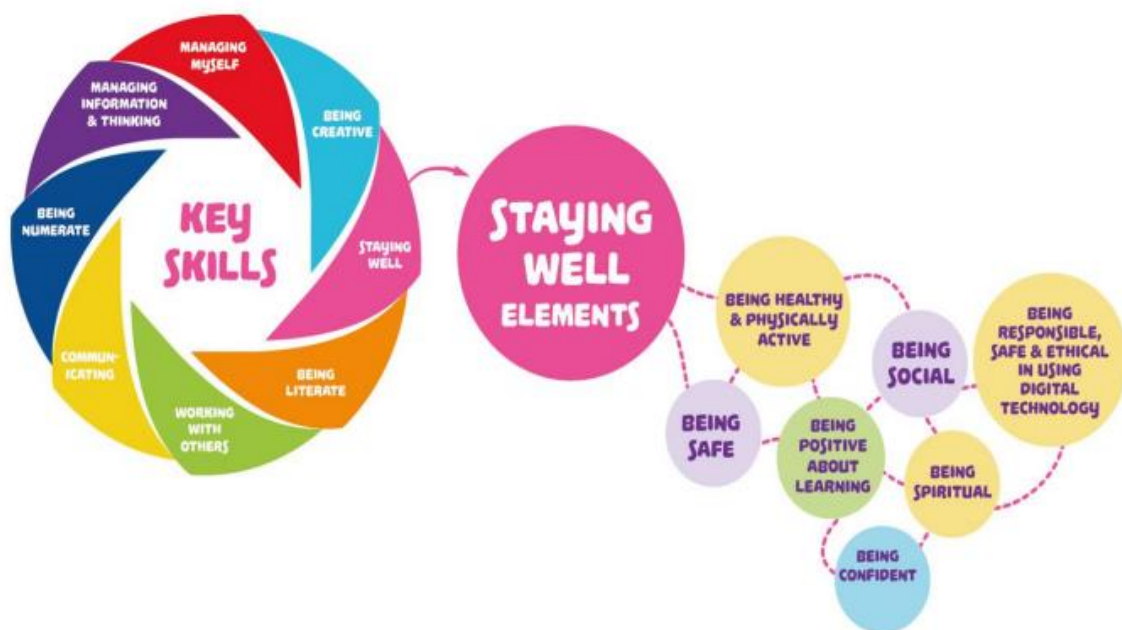 MANAGING
MYSELF
BEING
CREATIVE
STAYING
WELL
BEING
LITERATE
WORKING
WITH
OTHERS
COMMUN-
ICATING
BEING
NUMERATE
MANAGING
INFORMATION
& THINKING
KEY
SKILLS
STAYING
WELL
ELEMENTS
BEING HEALTHY
& PHYSICALLY
ACTIVE
BEING
SOCIAL
BEING
RESPONSIBLE,
SAFE & ETHICAL
IN USING
DIGITAL
TECHNOLOGY
BEING
SAFE
BEING
POSITIVE
ABOUT
LEARNING
BEING
SPIRITUAL
BEING
CONFIDENT